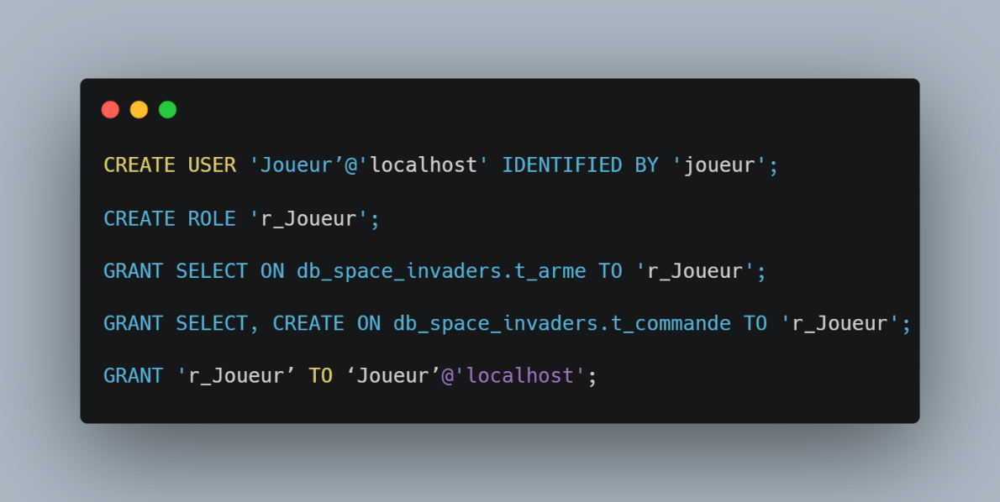 CREATE USER 'Joueur’@'localhost' IDENTIFIED BY 'joueur';
CREATE ROLE 'r_Joueur';
GRANT SELECT ON db_space_invaders.t_arme TO 'r_Joueur';
GRANT SELECT, CREATE ON db_space_invaders.t_commande TO 'r_Joueur';
GRANT 'r_Joueur’ TO ‘Joueur’@'localhost';